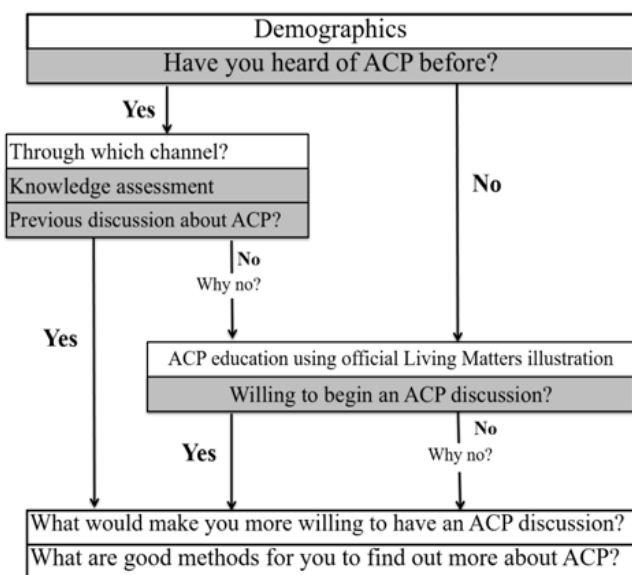 Demographics
Have you heard of ACP before?
Yes
Through which channel?
Knowledge assessment
No
Previous discussion about ACP?
No
Why no?
Yes
ACP education using official Living Matters illustration
Willing to begin an ACP discussion?
No
Yes
Why no?
What would make you more willing to have an ACP discussion?
What are good methods for you to find out more about ACP?